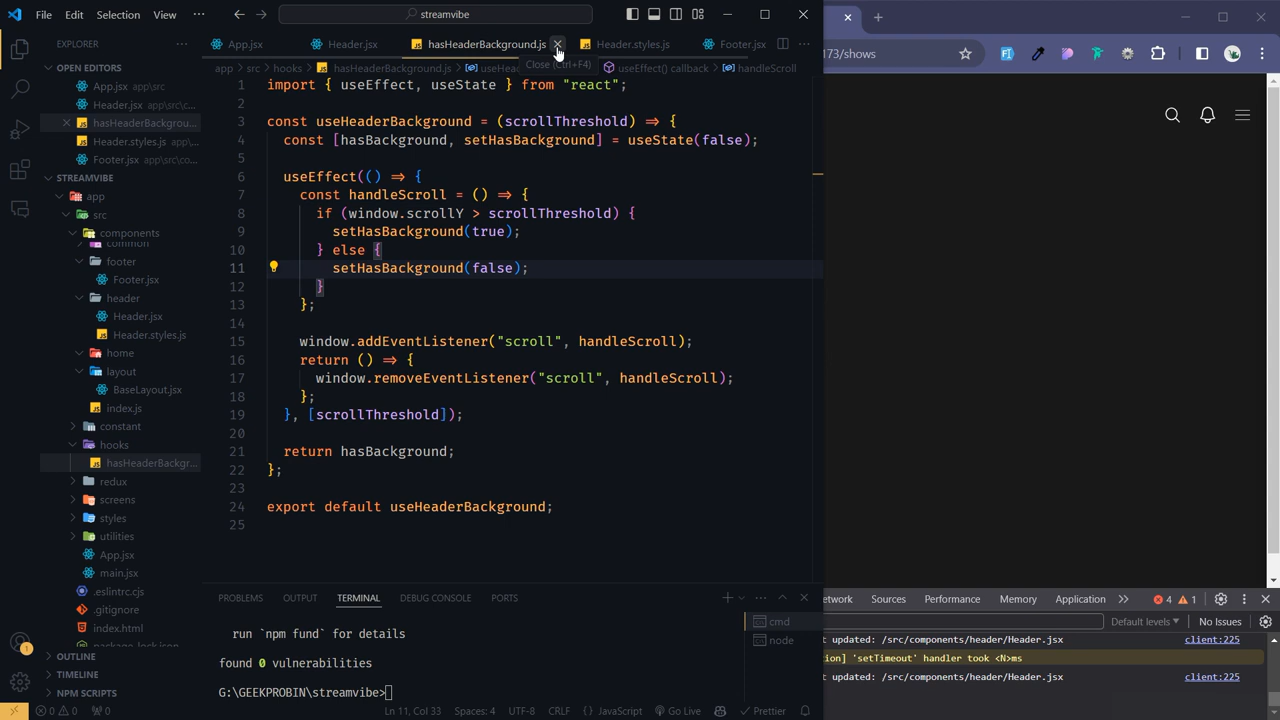 File Edit Selection View ··· streamvibe
EXPLORER
OPEN EDITORS
App.jsx app\src
Header.jsx app\src\c...
hasHeaderBackgrou...
Header.styles.js a...
Footer.jsx app\src\co...
STREAMVIBE
app
src
components
common
footer
Footer.jsx
header
Header.jsx
Header.styles.js
home
layout
BaseLayout.jsx
index.js
constant
hooks
hasHeaderBackgr...
redux
screens
styles
utilities
App.jsx
main.jsx
.eslintrc.cjs
.gitignore
index.html
package-lock.json
OUTLINE
TIMELINE
NPM SCRIPTS
App.jsx Header.jsx hasHeaderBackground.js Header.styles.js Footer.jsx
app > src > hooks > hasHeaderBackground.js > useHea useEffect() callback > handleScroll
Close (Ctrl+F4)
1 import { useEffect, useState } from "react";
2
3 const useHeaderBackground = (scrollThreshold) => {
4 const [hasBackground, setHasBackground] = useState(false);
5
6 useEffect(() => {
7 const handleScroll = () => {
8 if (window.scrollY > scrollThreshold) {
9 setHasBackground(true);
10 } else {
11 setHasBackground(false);
12 }
13 };
14
15 window.addEventListener("scroll", handleScroll);
16 return () => {
17 window.removeEventListener("scroll", handleScroll);
18 };
19 }, [scrollThreshold]);
20
21 return hasBackground;
22 };
23
24 export default useHeaderBackground;
25
PROBLEMS OUTPUT TERMINAL DEBUG CONSOLE PORTS
run `npm fund` for details
found 0 vulnerabilities
G:\GEEKPROBIN\streamvibe>
cmd
node
0 0 0 Ln 11, Col 33 Spaces: 4 UTF-8 CRLF { } JavaScript Go Live Prettier
1
173/shows
etwork Sources Performance Memory Application 4 1
Default levels No Issues
t updated: /src/components/header/Header.jsx client:225
ion] 'setTimeout' handler took <N>ms
t updated: /src/components/header/Header.jsx client:225